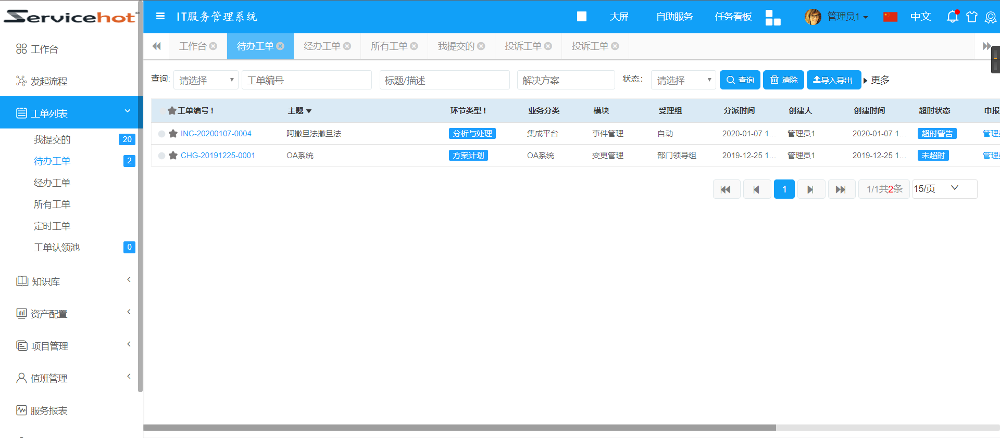 Servicehot
IT服务管理系统
大屏
自助服务
任务看板
管理员1
中文
工作台
待办工单
经办工单
所有工单
我提交的
投诉工单
投诉工单
工作台
发起流程
工单列表
我提交的 20
待办工单 2
经办工单
所有工单
定时工单
工单认领池 0
知识库
资产配置
项目管理
值班管理
服务报表
查询: 请选择 工单编号 标题/描述 解决方案 状态: 请选择 查询 清除 导入导出 更多
工单编号! 主题 环节类型! 业务分类 模块 受理组 分派时间 创建人 创建时间 超时状态 申报
INC-20200107-0004 阿撒旦法撒旦法 分析与处理 集成平台 事件管理 自动 2020-01-07 1... 管理员1 2020-01-07 1... 超时警告 管理
CHG-20191225-0001 OA系统 方案计划 OA系统 变更管理 部门领导组 2019-12-25 1... 管理员1 2019-12-25 1... 未超时 管理
1 1/1共2条 15/页